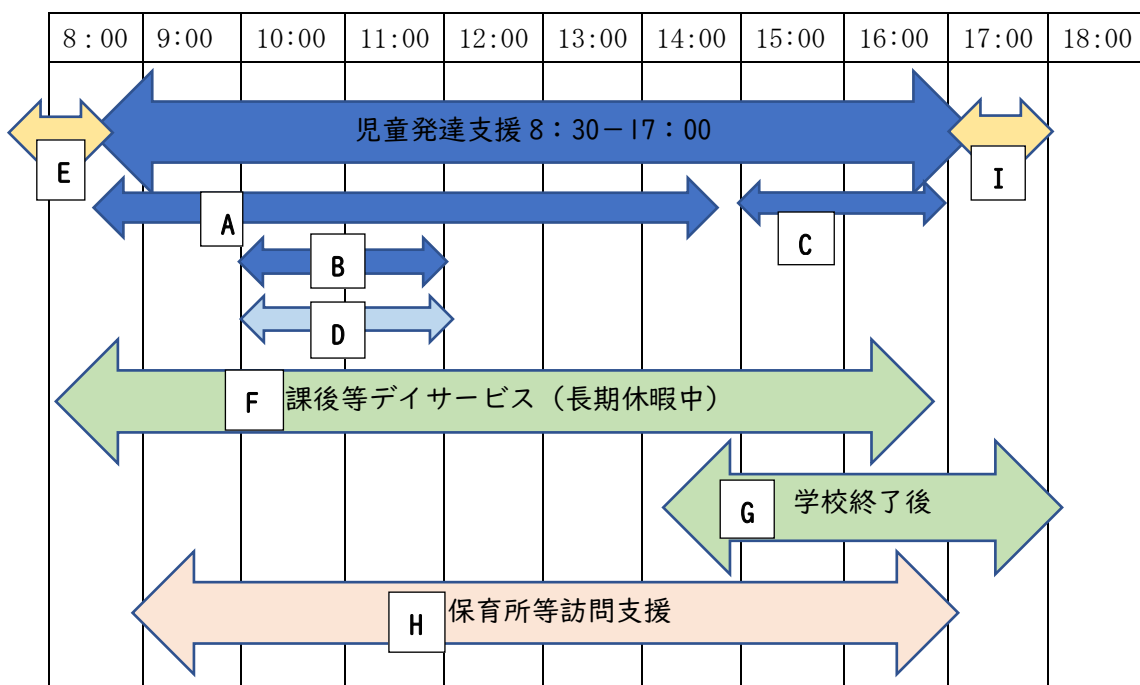 8:00 9:00 10:00 11:00 12:00 13:00 14:00 15:00 16:00 17:00 18:00
児童発達支援8：30－17：00
E
I
A
C
B
D
F 課後等デイサービス（長期休暇中）
G 学校終了後
H 保育所等訪問支援